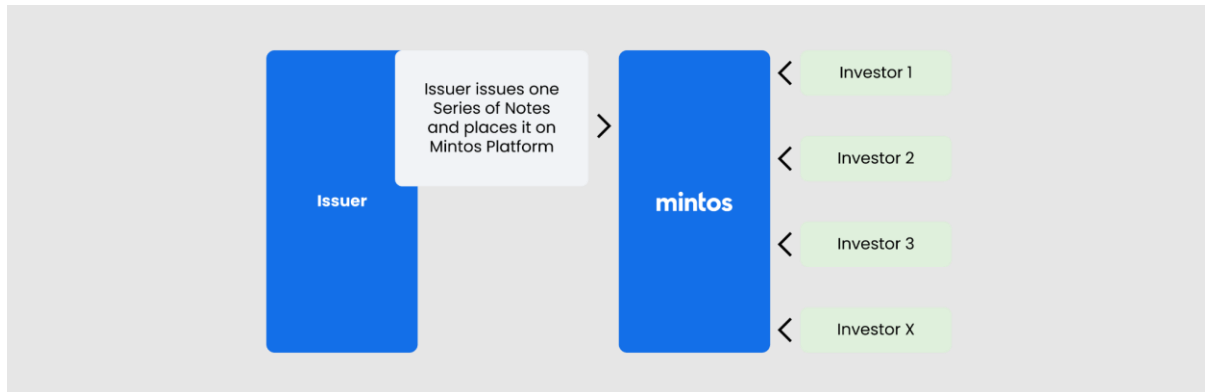 Issuer
Issuer issues one
Series of Notes
and places it on
Mintos Platform
mintos
Investor 1
Investor 2
Investor 3
Investor X